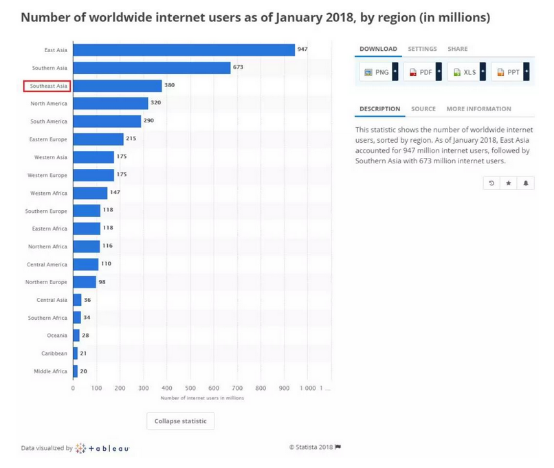 Number of worldwide internet users as of January 2018, by region (in millions)
East Asia 947
Southern Asia 673
Southeast Asia 380
North America 320
South America 290
Eastern Europe 215
Western Asia 175
Western Europe 175
Western Africa 147
Southern Europe 118
Eastern Africa 118
Northern Africa 116
Central America 110
Northern Europe 98
Central Asia 36
Southern Africa 34
Oceania 28
Caribbean 21
Middle Africa 20
0 100 200 300 400 500 600 700 800 900 1 000 1 ...
Number of internet users in millions
Collapse statistic
Data visualized by + a b l e a u
© Statista 2018
DOWNLOAD SETTINGS SHARE
PNG PDF XLS PPT
DESCRIPTION SOURCE MORE INFORMATION
This statistic shows the number of worldwide internet
users, sorted by region. As of January 2018, East Asia
accounted for 947 million internet users, followed by
Southern Asia with 673 million internet users.